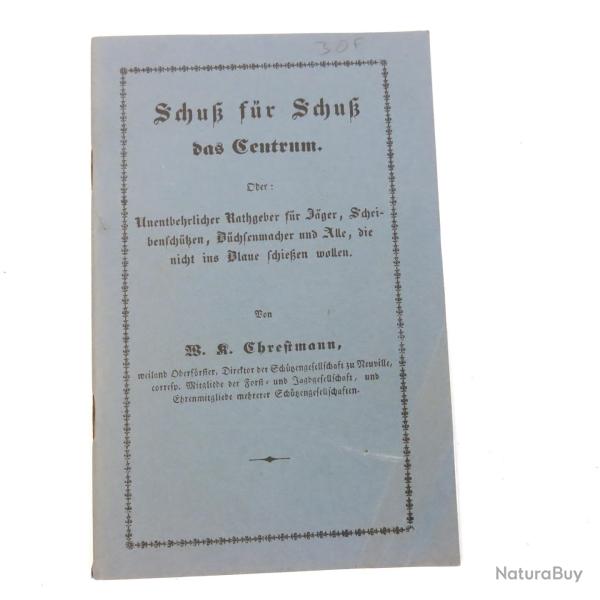 30F
Schuß für Schuß
das Centrum.
Oder:
Unentbehrlicher Rathgeber für Jäger, Schei-
benschützen, Büchsenmacher und Alle, die
nicht ins Blaue schießen wollen.
Von
W. K. Chrestmann,
weiland Oberförster, Direktor der Schützengesellschaft zu Neuville,
corresp. Mitgliede der Forst- und Jagdgesellschaft, und
Ehrenmitgliede mehrerer Schützengesellschaften.
NaturaBuy